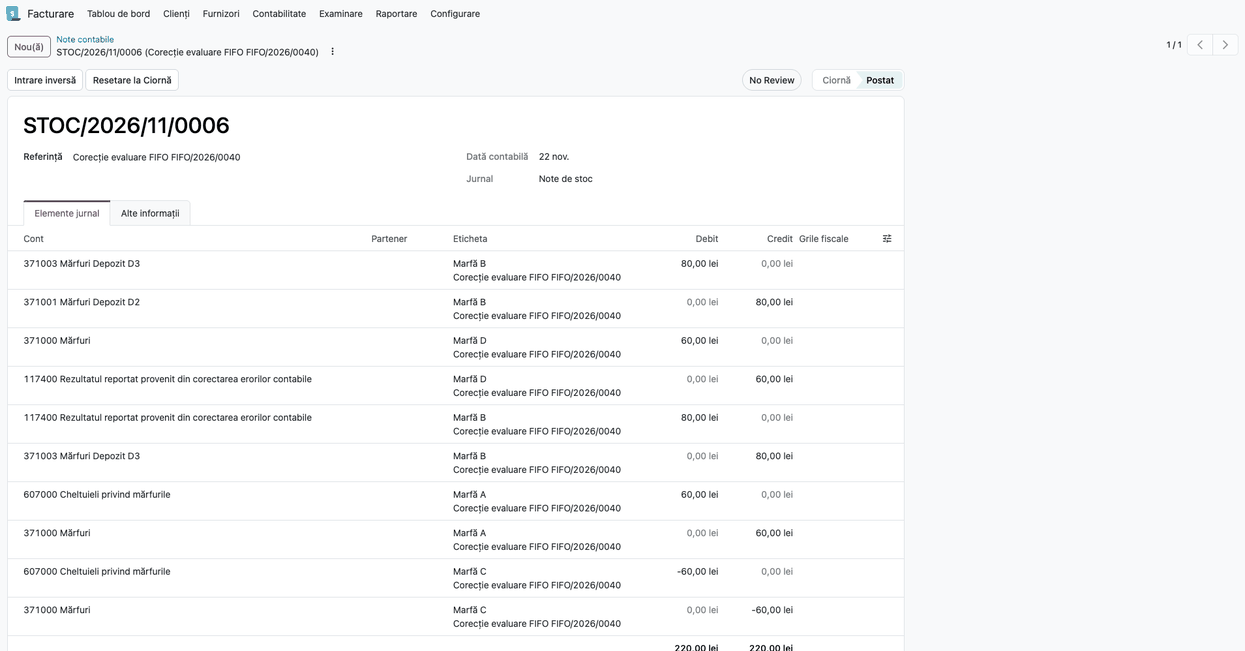 Facturare Tablou de bord Clienți Furnizori Contabilitate Examinare Raportare Configurare
Nou(ă)
Note contabile
STOC/2026/11/0006 (Corecție evaluare FIFO FIFO/2026/0040)
1 / 1
Intrare inversă Resetare la Ciornă No Review Ciornă Postat
STOC/2026/11/0006
Referință Corecție evaluare FIFO FIFO/2026/0040 Dată contabilă 22 nov.
Jurnal Note de stoc
Elemente jurnal Alte informații
Cont Partener Eticheta Debit Credit Grile fiscale
371003 Mărfuri Depozit D3 Marfă B 80,00 lei 0,00 lei
Corecție evaluare FIFO FIFO/2026/0040
371001 Mărfuri Depozit D2 Marfă B 0,00 lei 80,00 lei
Corecție evaluare FIFO FIFO/2026/0040
371000 Mărfuri Marfă D 60,00 lei 0,00 lei
Corecție evaluare FIFO FIFO/2026/0040
117400 Rezultatul reportat provenit din corectarea erorilor contabile Marfă D 0,00 lei 60,00 lei
Corecție evaluare FIFO FIFO/2026/0040
117400 Rezultatul reportat provenit din corectarea erorilor contabile Marfă B 80,00 lei 0,00 lei
Corecție evaluare FIFO FIFO/2026/0040
371003 Mărfuri Depozit D3 Marfă B 0,00 lei 80,00 lei
Corecție evaluare FIFO FIFO/2026/0040
607000 Cheltuieli privind mărfurile Marfă A 60,00 lei 0,00 lei
Corecție evaluare FIFO FIFO/2026/0040
371000 Mărfuri Marfă A 0,00 lei 60,00 lei
Corecție evaluare FIFO FIFO/2026/0040
607000 Cheltuieli privind mărfurile Marfă C -60,00 lei 0,00 lei
Corecție evaluare FIFO FIFO/2026/0040
371000 Mărfuri Marfă C 0,00 lei -60,00 lei
Corecție evaluare FIFO FIFO/2026/0040
220,00 lei 220,00 lei